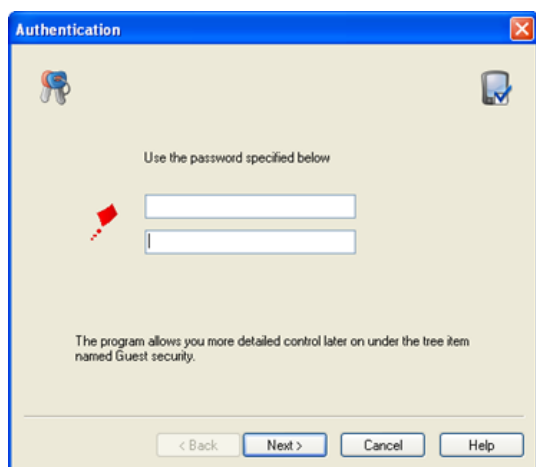 Authentication
Use the password specified below
The program allows you more detailed control later on under the tree item
named Guest security.
< Back Next > Cancel Help